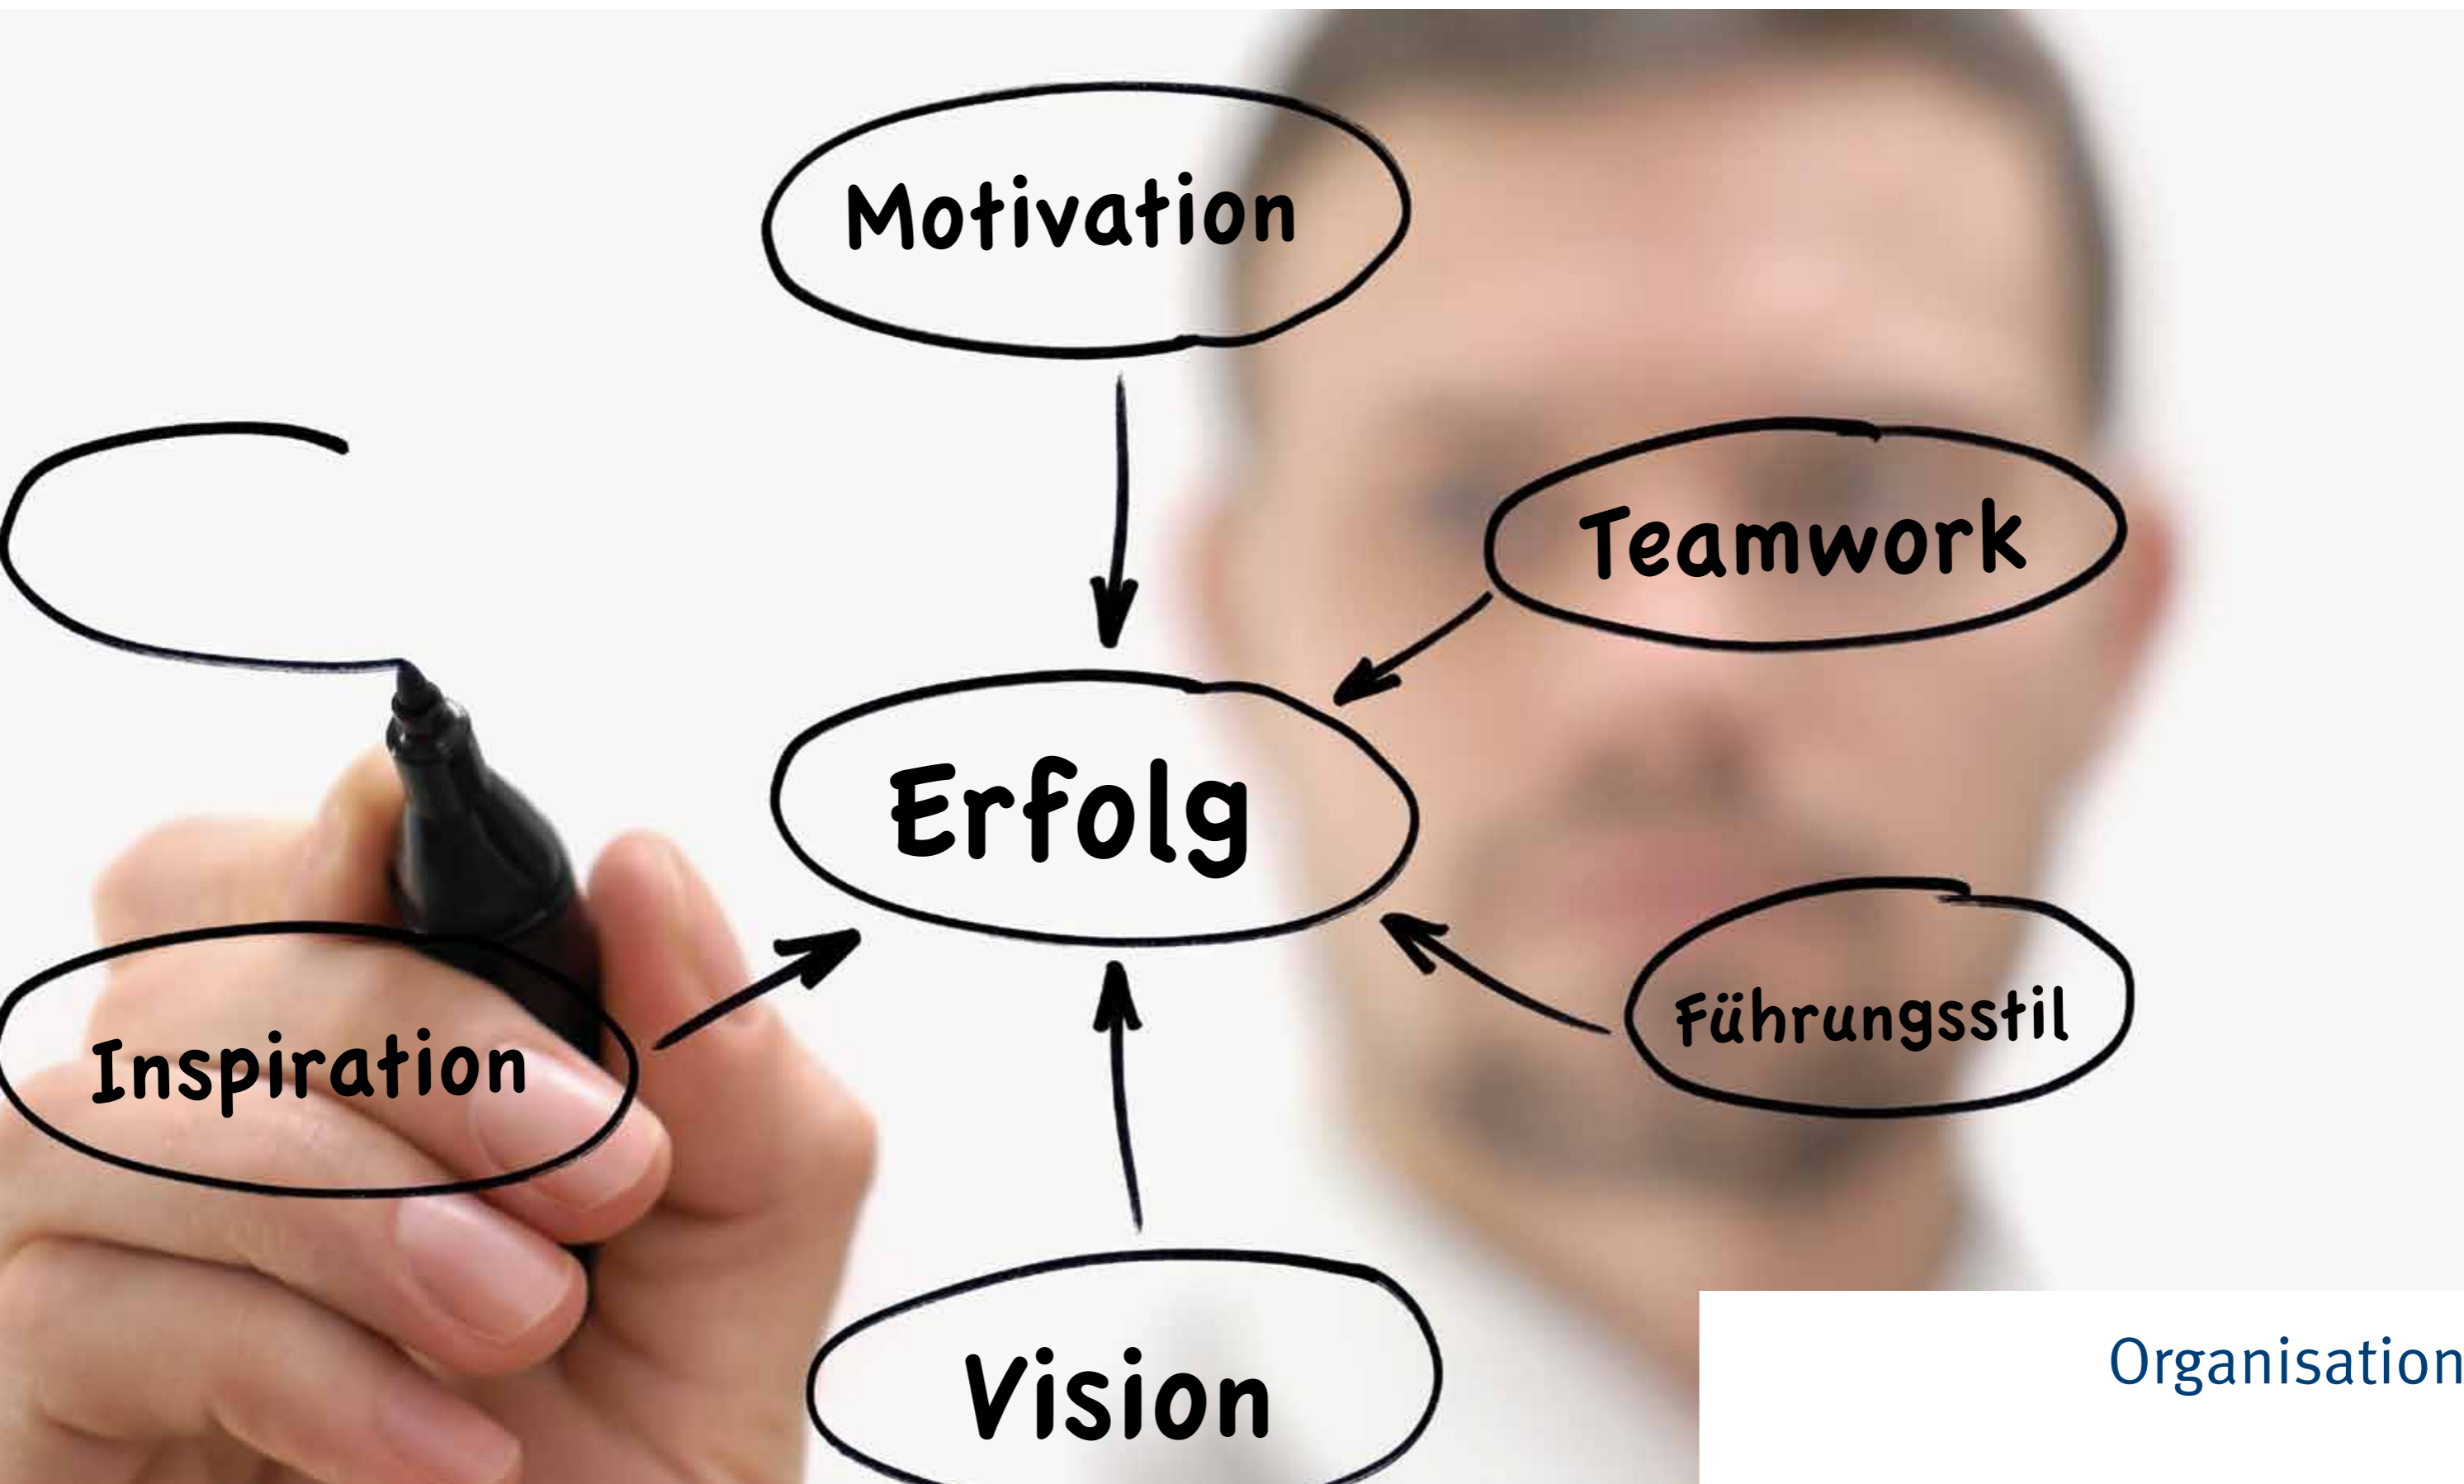 Motivation
Teamwork
Erfolg
Führungsstil
Inspiration
Vision
Organisation